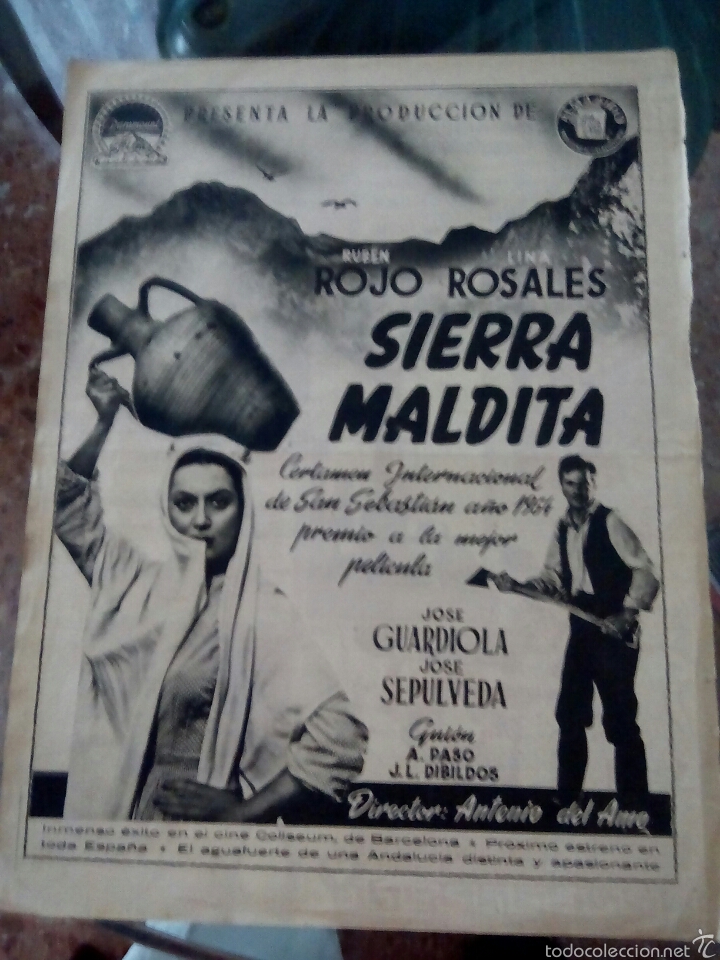 Paramount
PRESENTA LA PRODUCCION DE
RUBEN LINA
ROJO ROSALES
SIERRA
MALDITA
Certamen Internacional
de San Sebastián año 1954
premio a la mejor
película
JOSE
GUARDIOLA
JOSE
SEPULVEDA
Guión
A. PASO
J.L. DIBILDOS
Director: Antonio del Amo
Inmenso éxito en el cine Coliseum, de Barcelona • Próximo estreno en
toda España • El aguafuerte de una Andalucía distinta y apasionante
todocoleccion.net